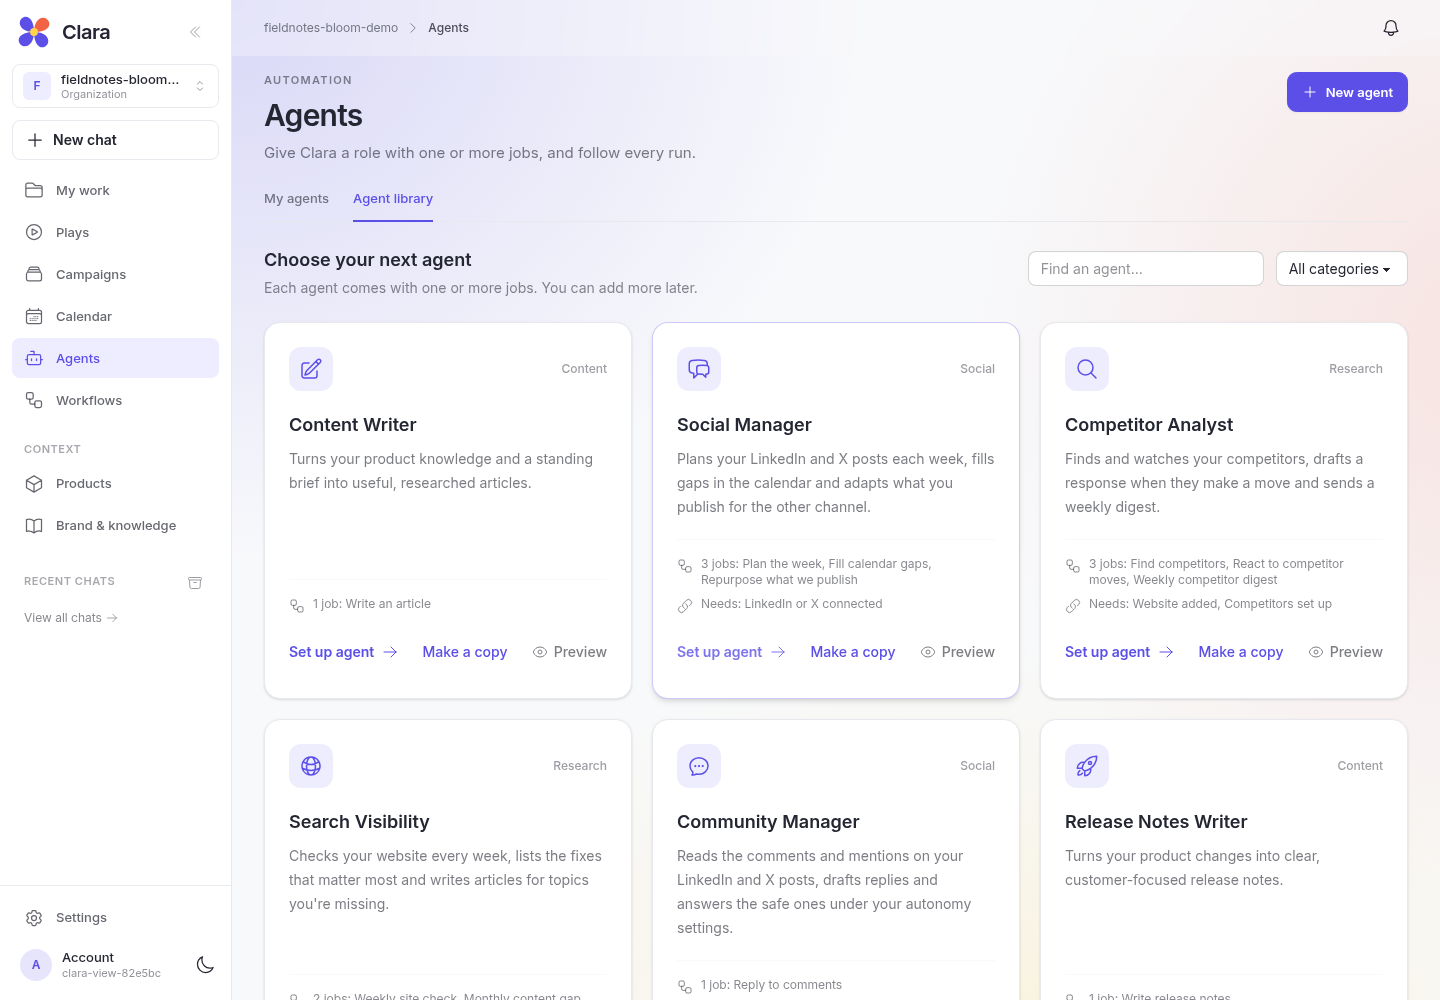 Clara
F
fieldnotes-bloom...
Organization
New chat
My work
Plays
Campaigns
Calendar
Agents
Workflows
CONTEXT
Products
Brand & knowledge
RECENT CHATS
View all chats
Settings
A
Account
clara-view-82e5bc
fieldnotes-bloom-demo
Agents
AUTOMATION
Agents
Give Clara a role with one or more jobs, and follow every run.
New agent
My agents
Agent library
Choose your next agent
Each agent comes with one or more jobs. You can add more later.
Find an agent...
All categories
Content
Content Writer
Turns your product knowledge and a standing
brief into useful, researched articles.
1 job: Write an article
Set up agent
Make a copy
Preview
Social
Social Manager
Plans your LinkedIn and X posts each week, fills
gaps in the calendar and adapts what you
publish for the other channel.
3 jobs: Plan the week, Fill calendar gaps,
Repurpose what we publish
Needs: LinkedIn or X connected
Set up agent
Make a copy
Preview
Research
Competitor Analyst
Finds and watches your competitors, drafts a
response when they make a move and sends a
weekly digest.
3 jobs: Find competitors, React to competitor
moves, Weekly competitor digest
Needs: Website added, Competitors set up
Set up agent
Make a copy
Preview
Research
Search Visibility
Checks your website every week, lists the fixes
that matter most and writes articles for topics
you're missing.
2 jobs: Weekly site check, Monthly content gap
Social
Community Manager
Reads the comments and mentions on your
LinkedIn and X posts, drafts replies and
answers the safe ones under your autonomy
settings.
1 job: Reply to comments
Content
Release Notes Writer
Turns your product changes into clear,
customer-focused release notes.
1 job: Write release notes